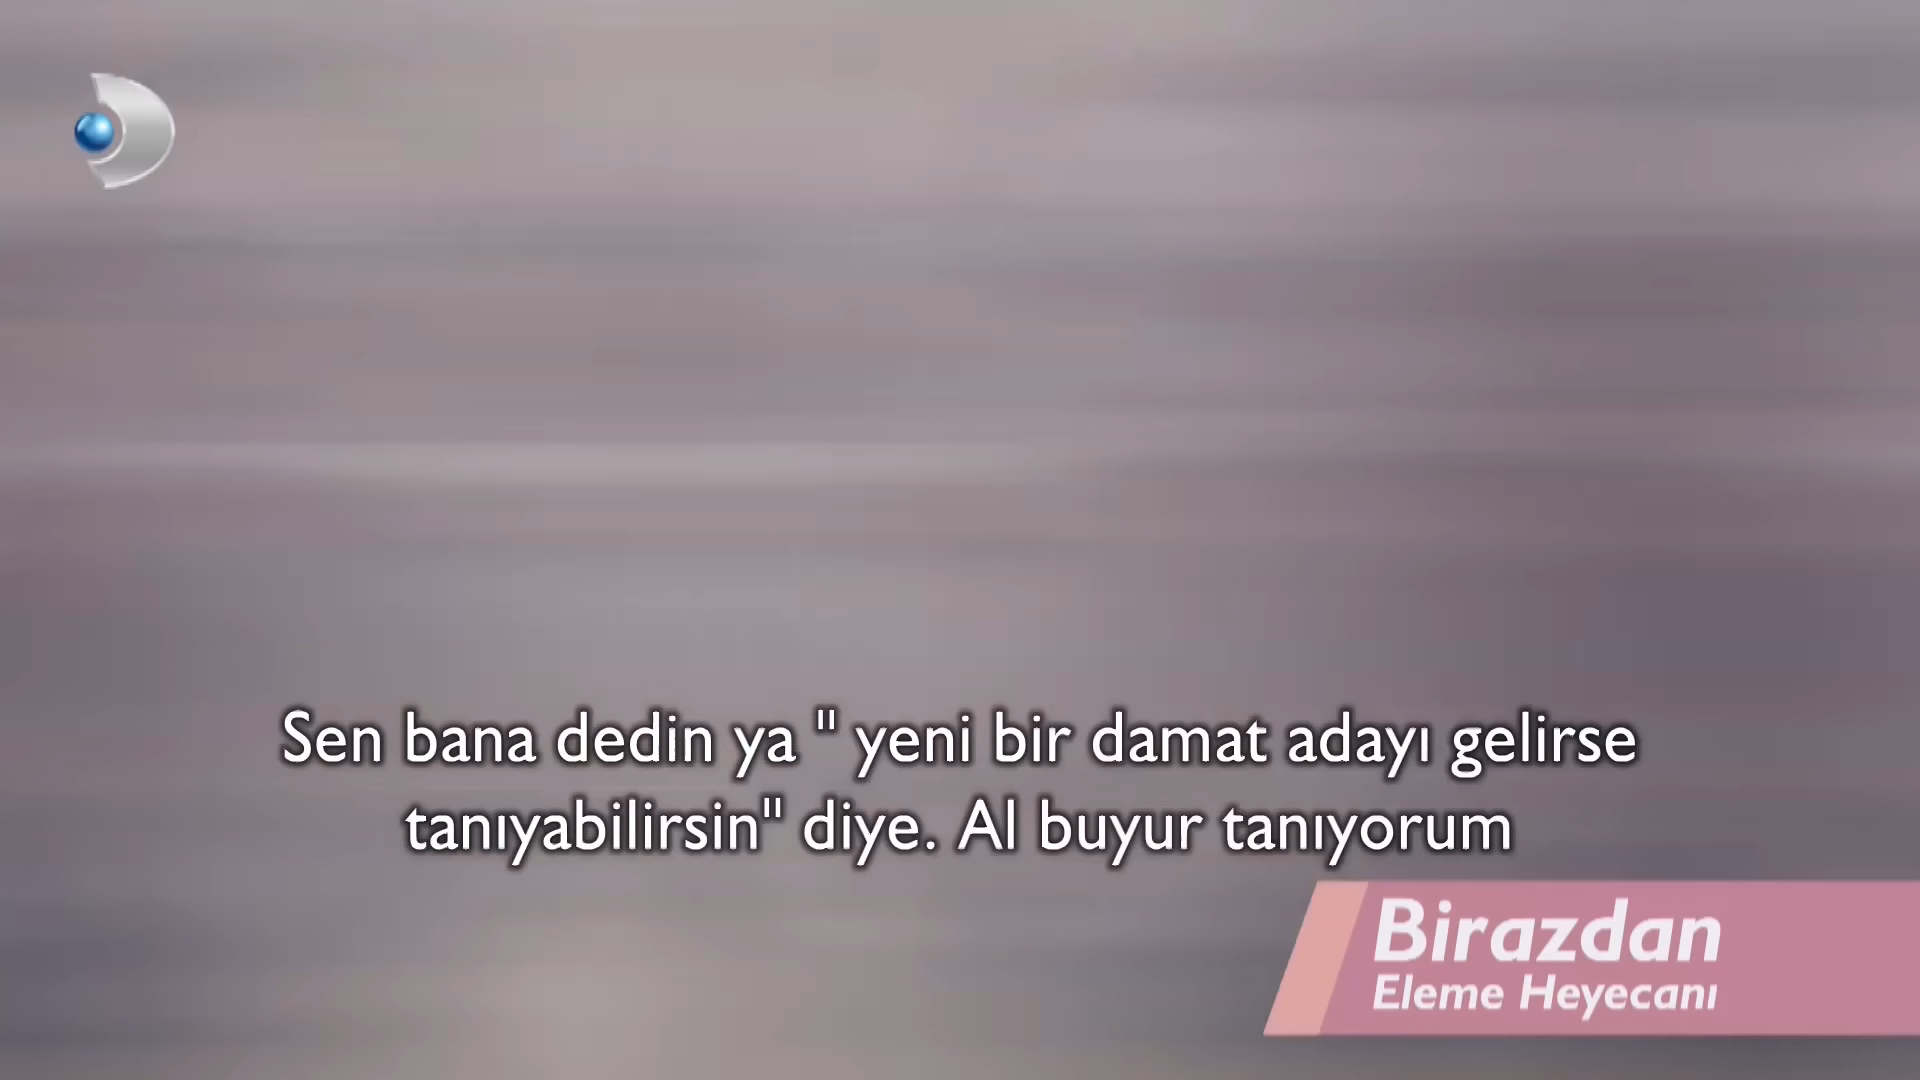 Sen bana dedin ya " yeni bir damat adayı gelirse
tanıyabilirsin" diye. Al buyur tanıyorum
Birazdan
Eleme Heyecanı